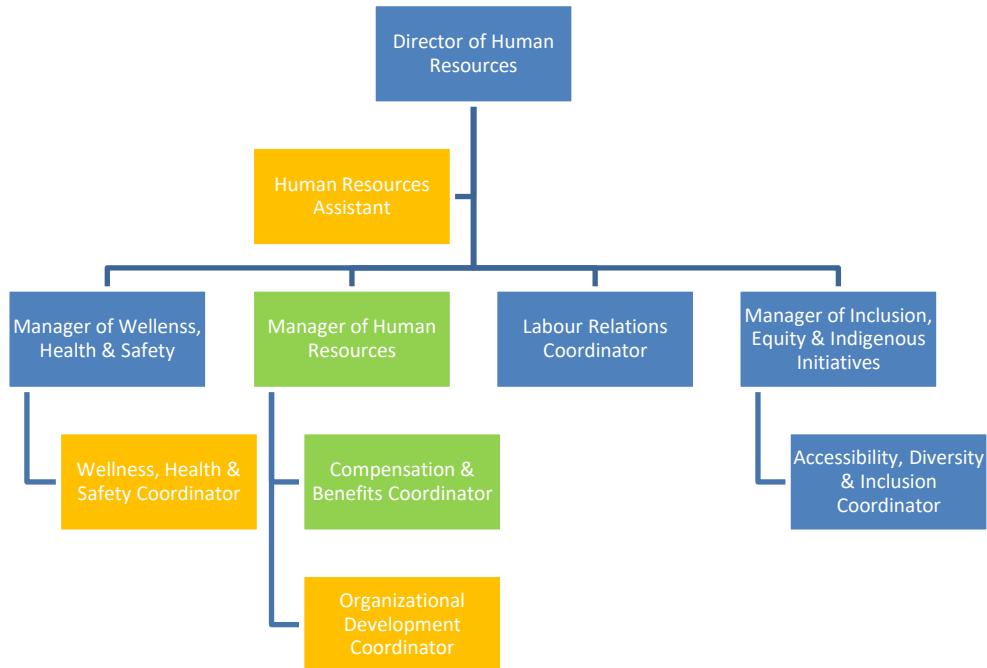 Director of Human
Resources
Human Resources
Assistant
Manager of Wellenss,
Health & Safety
Manager of Human
Resources
Labour Relations
Coordinator
Manager of Inclusion,
Equity & Indigenous
Initiatives
Wellness, Health &
Safety Coordinator
Compensation &
Benefits Coordinator
Accessibility, Diversity
& Inclusion
Coordinator
Organizational
Development
Coordinator